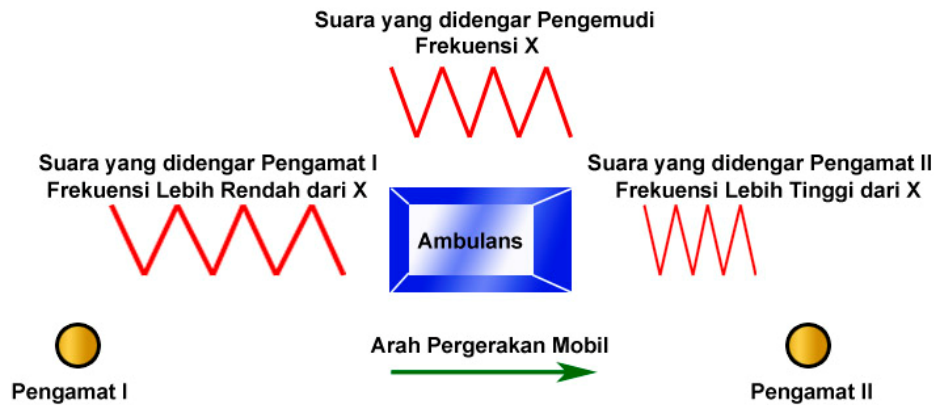 Suara yang didengar Pengemudi
Frekuensi X
Suara yang didengar Pengamat I
Frekuensi Lebih Rendah dari X
Suara yang didengar Pengamat II
Frekuensi Lebih Tinggi dari X
Ambulans
Arah Pergerakan Mobil
Pengamat I
Pengamat II